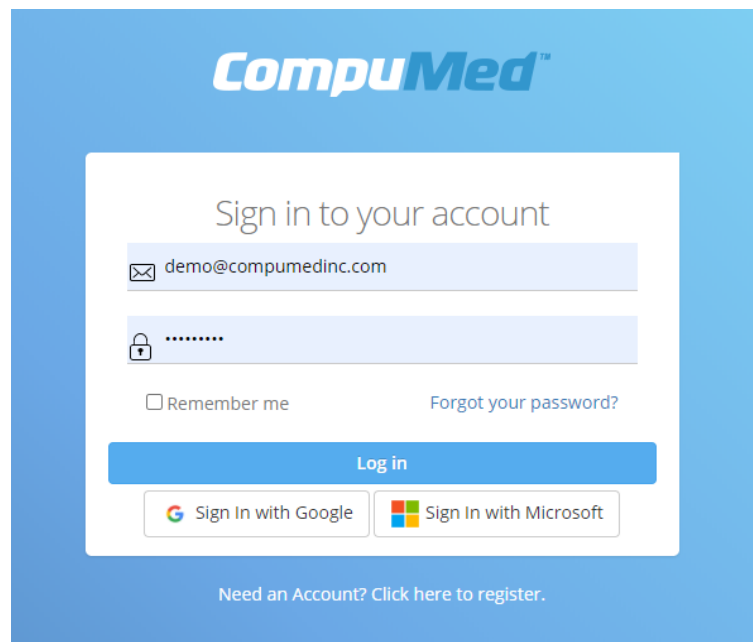 CompuMed™
Sign in to your account
demo@compumedinc.com
•••••••••
Remember me Forgot your password?
Log in
Sign In with Google Sign In with Microsoft
Need an Account? Click here to register.